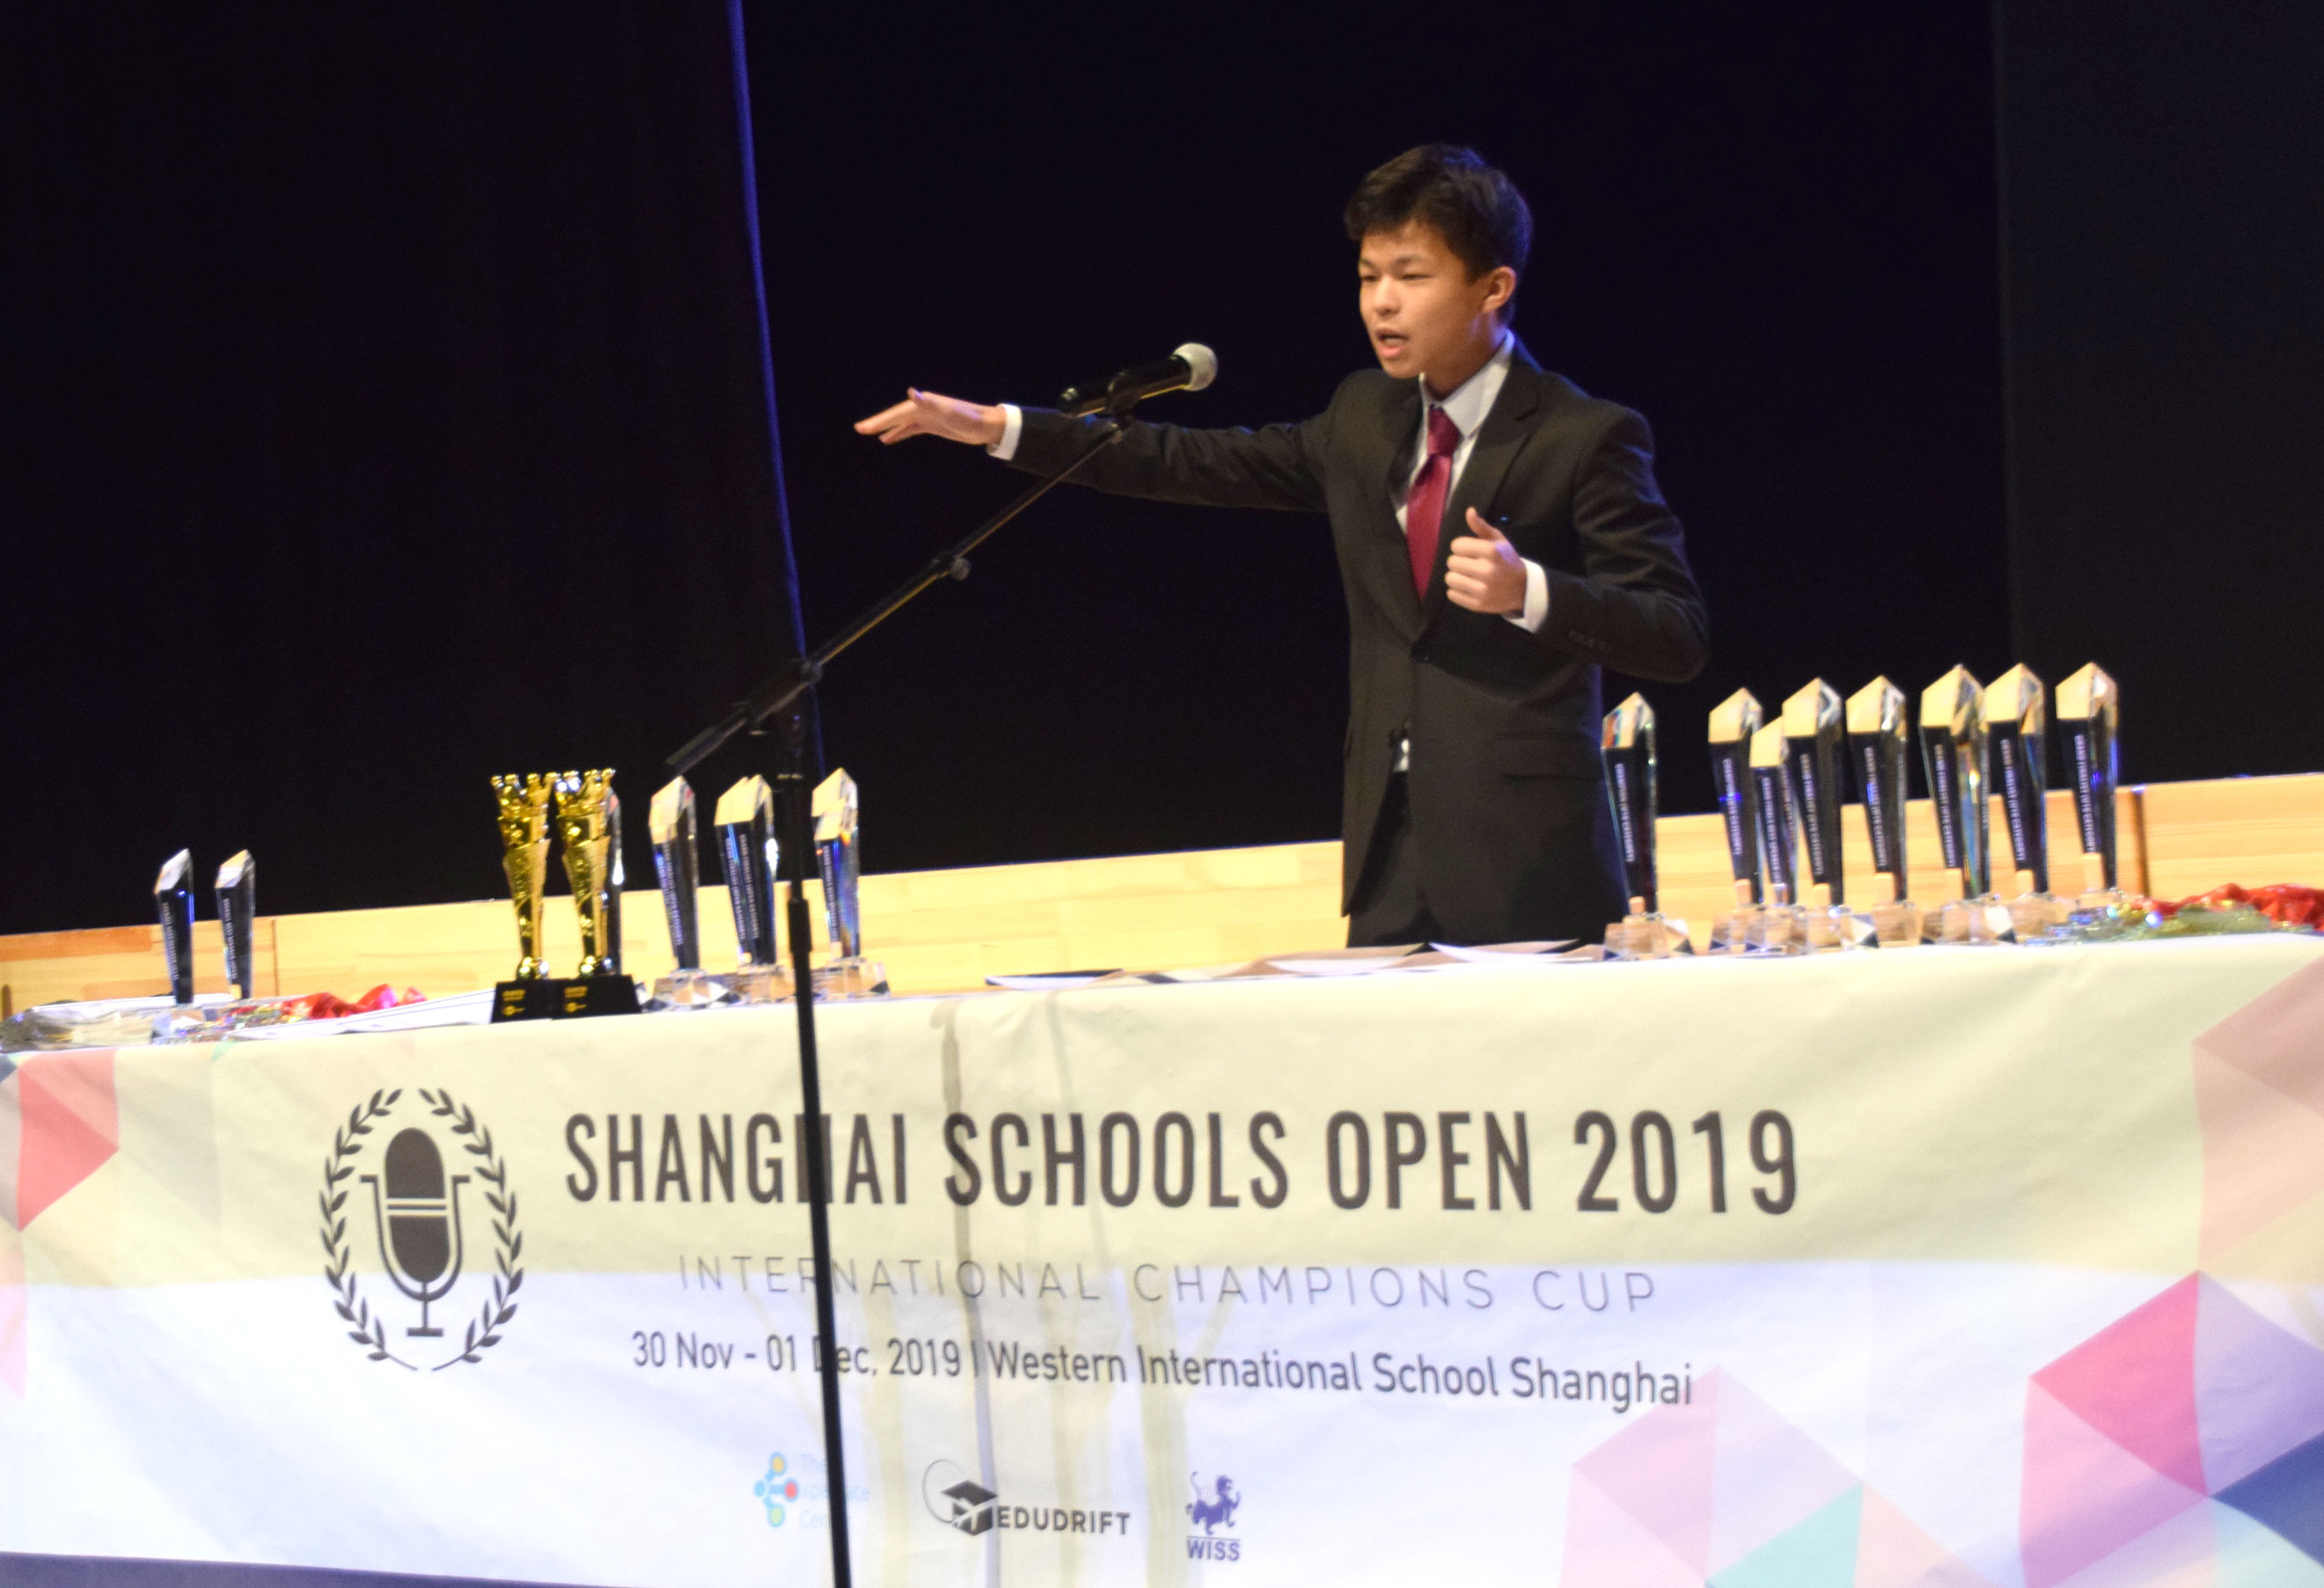 SHANGHAI SCHOOLS OPEN 2019
INTERNATIONAL CHAMPIONS CUP
30 Nov - 01 Dec, 2019 | Western International School Shanghai
EDUDRIFT
WISS